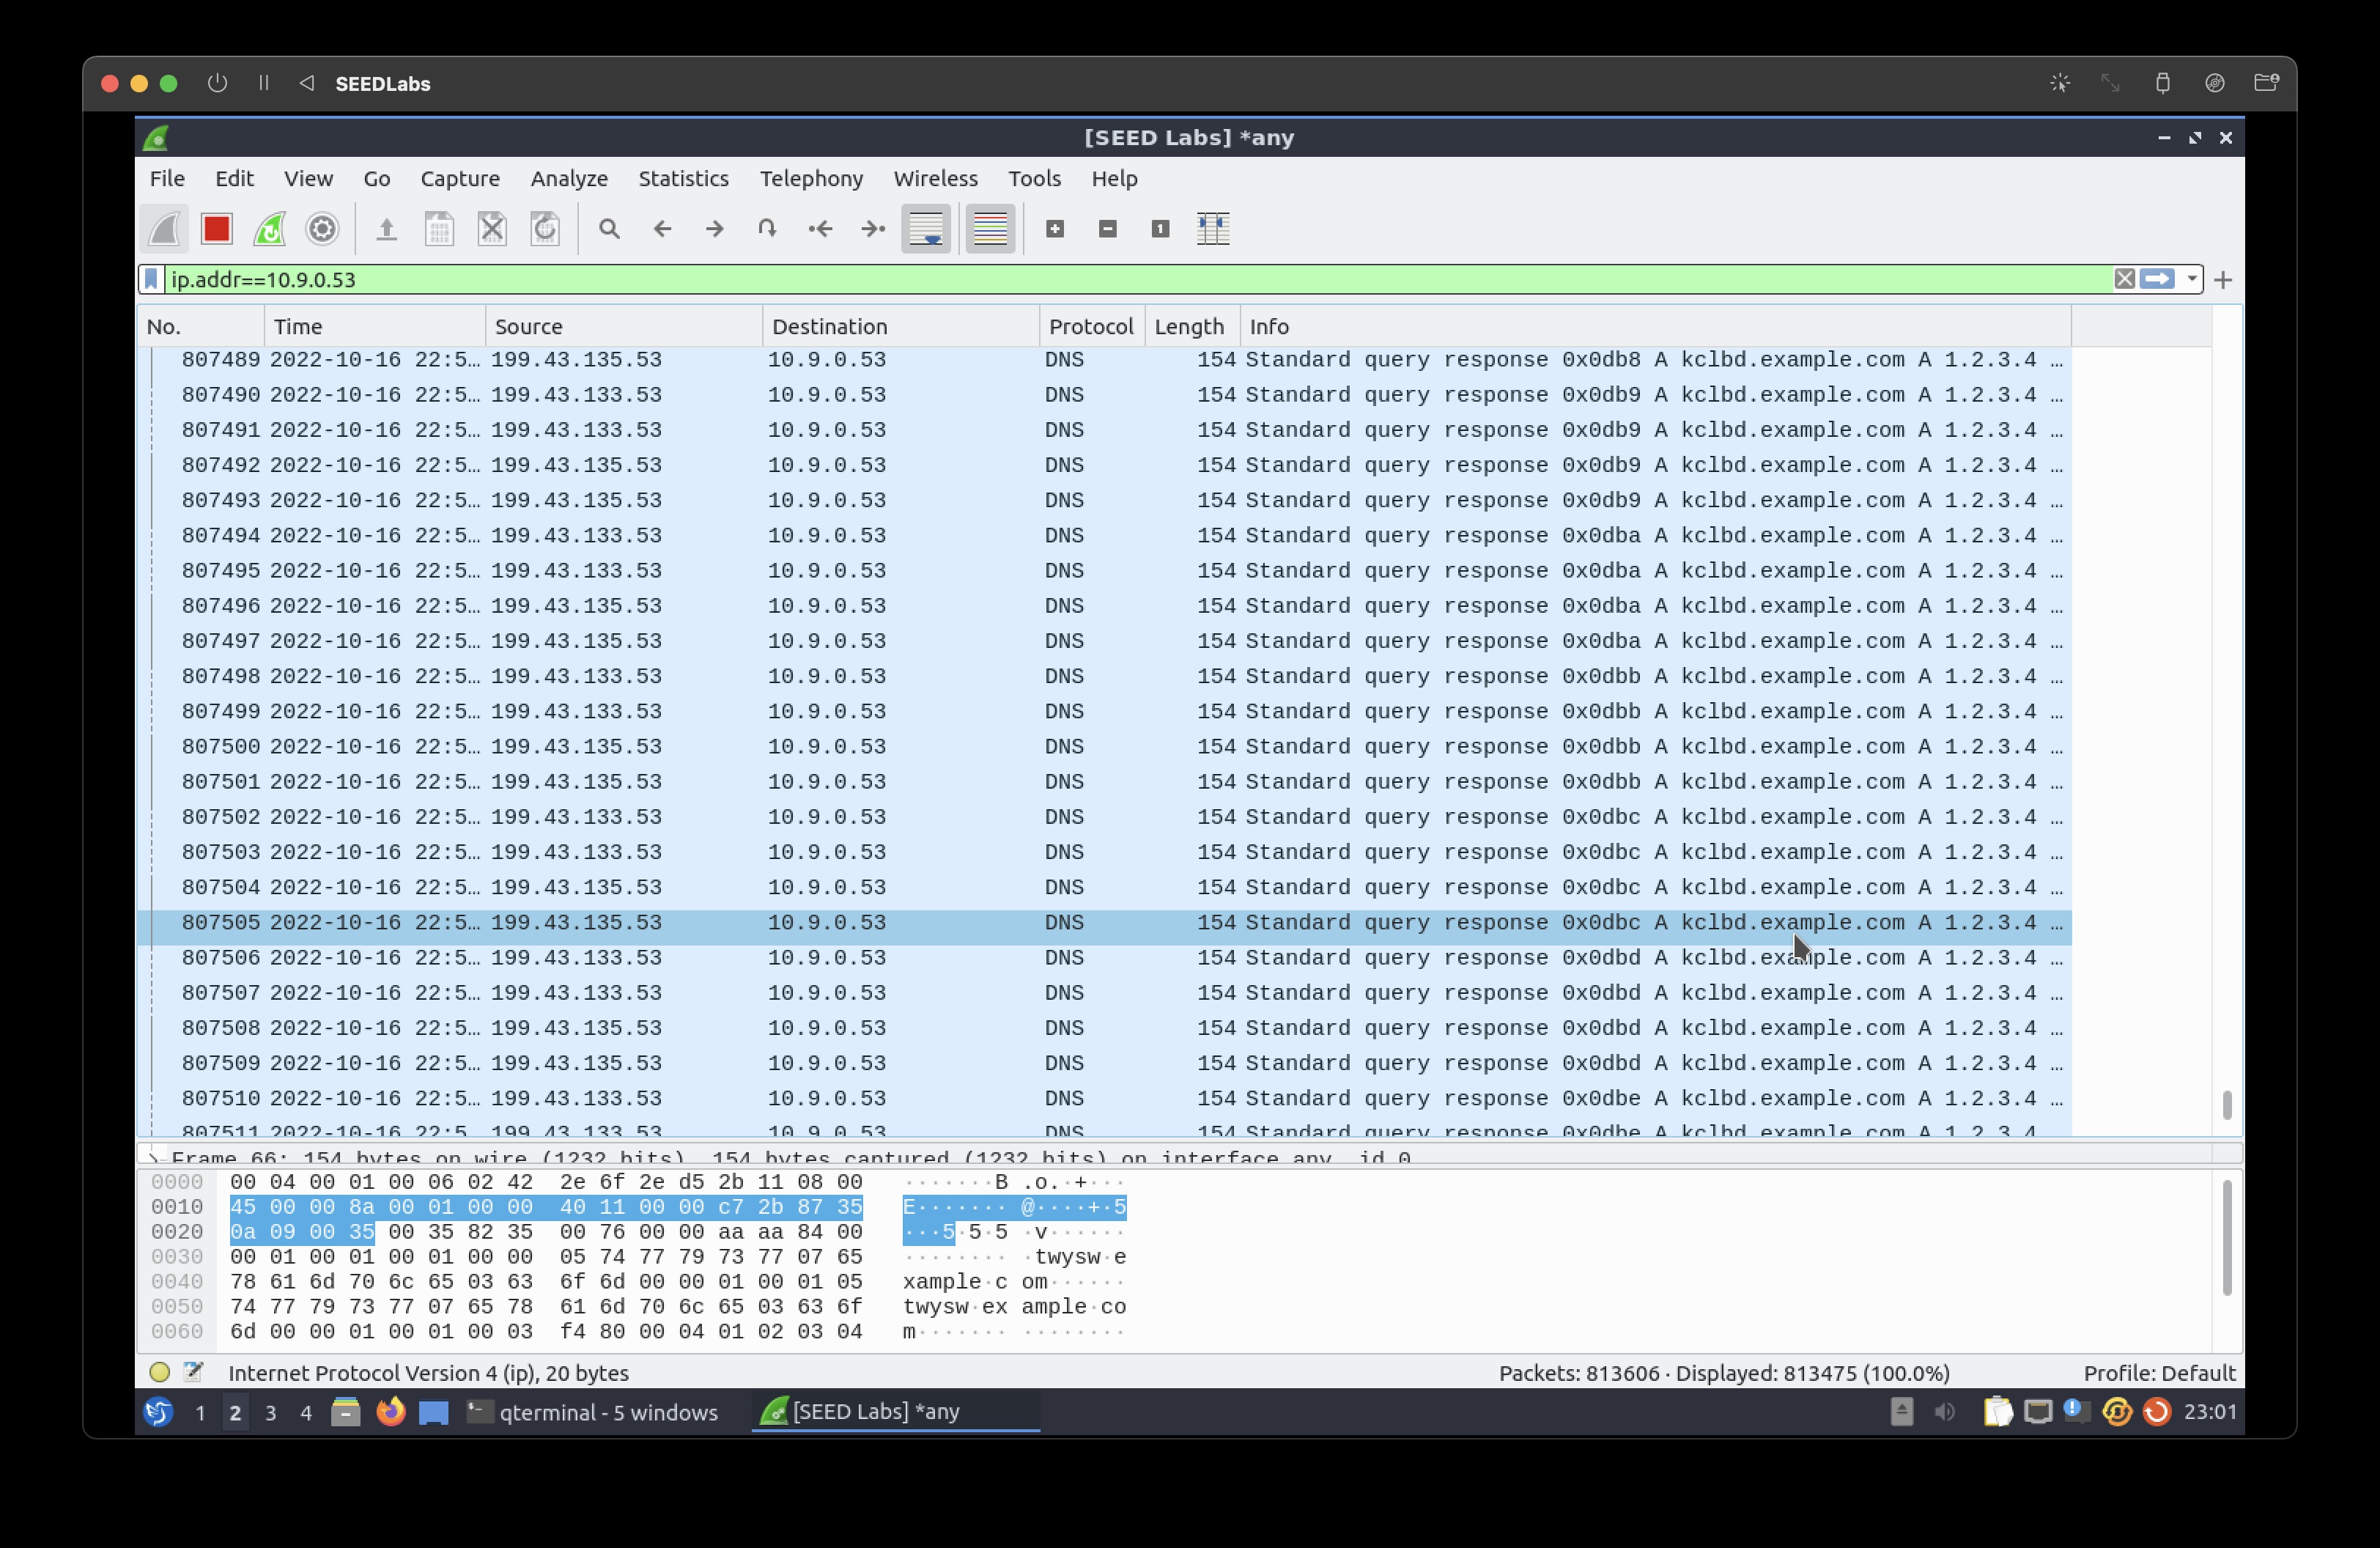 SEEDLabs
[SEED Labs] *any
File Edit View Go Capture Analyze Statistics Telephony Wireless Tools Help
ip.addr==10.9.0.53
No. Time Source Destination Protocol Length Info
807489 2022-10-16 22:5… 199.43.135.53 10.9.0.53 DNS 154 Standard query response 0x0db8 A kclbd.example.com A 1.2.3.4 …
807490 2022-10-16 22:5… 199.43.133.53 10.9.0.53 DNS 154 Standard query response 0x0db9 A kclbd.example.com A 1.2.3.4 …
807491 2022-10-16 22:5… 199.43.133.53 10.9.0.53 DNS 154 Standard query response 0x0db9 A kclbd.example.com A 1.2.3.4 …
807492 2022-10-16 22:5… 199.43.135.53 10.9.0.53 DNS 154 Standard query response 0x0db9 A kclbd.example.com A 1.2.3.4 …
807493 2022-10-16 22:5… 199.43.135.53 10.9.0.53 DNS 154 Standard query response 0x0db9 A kclbd.example.com A 1.2.3.4 …
807494 2022-10-16 22:5… 199.43.133.53 10.9.0.53 DNS 154 Standard query response 0x0dba A kclbd.example.com A 1.2.3.4 …
807495 2022-10-16 22:5… 199.43.133.53 10.9.0.53 DNS 154 Standard query response 0x0dba A kclbd.example.com A 1.2.3.4 …
807496 2022-10-16 22:5… 199.43.135.53 10.9.0.53 DNS 154 Standard query response 0x0dba A kclbd.example.com A 1.2.3.4 …
807497 2022-10-16 22:5… 199.43.135.53 10.9.0.53 DNS 154 Standard query response 0x0dba A kclbd.example.com A 1.2.3.4 …
807498 2022-10-16 22:5… 199.43.133.53 10.9.0.53 DNS 154 Standard query response 0x0dbb A kclbd.example.com A 1.2.3.4 …
807499 2022-10-16 22:5… 199.43.133.53 10.9.0.53 DNS 154 Standard query response 0x0dbb A kclbd.example.com A 1.2.3.4 …
807500 2022-10-16 22:5… 199.43.135.53 10.9.0.53 DNS 154 Standard query response 0x0dbb A kclbd.example.com A 1.2.3.4 …
807501 2022-10-16 22:5… 199.43.135.53 10.9.0.53 DNS 154 Standard query response 0x0dbb A kclbd.example.com A 1.2.3.4 …
807502 2022-10-16 22:5… 199.43.133.53 10.9.0.53 DNS 154 Standard query response 0x0dbc A kclbd.example.com A 1.2.3.4 …
807503 2022-10-16 22:5… 199.43.133.53 10.9.0.53 DNS 154 Standard query response 0x0dbc A kclbd.example.com A 1.2.3.4 …
807504 2022-10-16 22:5… 199.43.135.53 10.9.0.53 DNS 154 Standard query response 0x0dbc A kclbd.example.com A 1.2.3.4 …
807505 2022-10-16 22:5… 199.43.135.53 10.9.0.53 DNS 154 Standard query response 0x0dbc A kclbd.example.com A 1.2.3.4 …
807506 2022-10-16 22:5… 199.43.133.53 10.9.0.53 DNS 154 Standard query response 0x0dbd A kclbd.example.com A 1.2.3.4 …
807507 2022-10-16 22:5… 199.43.133.53 10.9.0.53 DNS 154 Standard query response 0x0dbd A kclbd.example.com A 1.2.3.4 …
807508 2022-10-16 22:5… 199.43.135.53 10.9.0.53 DNS 154 Standard query response 0x0dbd A kclbd.example.com A 1.2.3.4 …
807509 2022-10-16 22:5… 199.43.135.53 10.9.0.53 DNS 154 Standard query response 0x0dbd A kclbd.example.com A 1.2.3.4 …
807510 2022-10-16 22:5… 199.43.133.53 10.9.0.53 DNS 154 Standard query response 0x0dbe A kclbd.example.com A 1.2.3.4 …
807511 2022-10-16 22:5… 199.43.133.53 10.9.0.53 DNS 154 Standard query response 0x0dbe A kclbd.example.com A 1.2.3.4 …
Frame 66: 154 bytes on wire (1232 bits), 154 bytes captured (1232 bits) on interface any, id 0
0000 00 04 00 01 00 06 02 42 2e 6f 2e d5 2b 11 08 00 ·······B .o.·+···
0010 45 00 00 8a 00 01 00 00 40 11 00 00 c7 2b 87 35 E······· @····+·5
0020 0a 09 00 35 00 35 82 35 00 76 00 00 aa aa 84 00 ···5·5·5 ·v······
0030 00 01 00 01 00 01 00 00 05 74 77 79 73 77 07 65 ········ ·twysw·e
0040 78 61 6d 70 6c 65 03 63 6f 6d 00 00 01 00 01 05 xample·c om······
0050 74 77 79 73 77 07 65 78 61 6d 70 6c 65 03 63 6f twysw·ex ample·co
0060 6d 00 00 01 00 01 00 03 f4 80 00 04 01 02 03 04 m······· ········
Internet Protocol Version 4 (ip), 20 bytes Packets: 813606 · Displayed: 813475 (100.0%) Profile: Default
1 2 3 4 qterminal - 5 windows [SEED Labs] *any 23:01